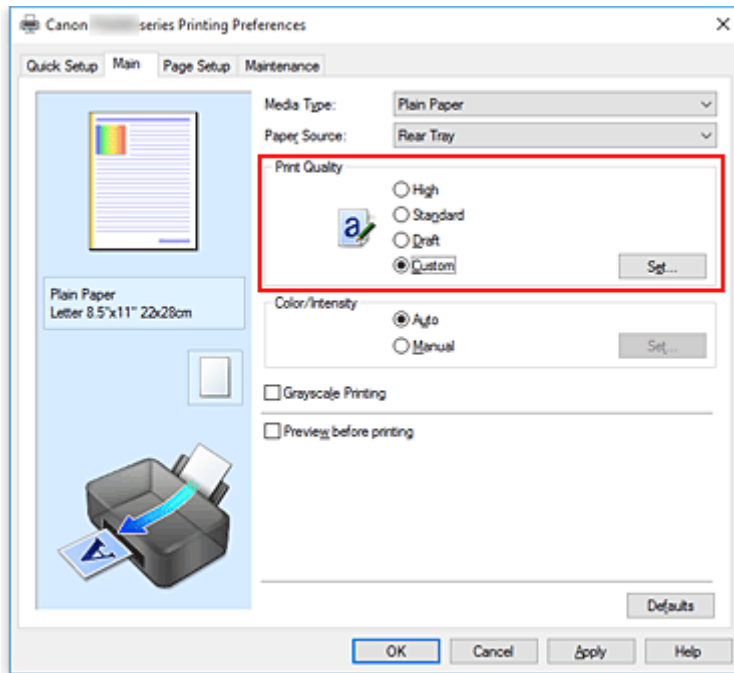 Canon series Printing Preferences
Quick Setup Main Page Setup Maintenance
Media Type: Plain Paper
Paper Source: Rear Tray
Print Quality
High
Standard
Draft
Custom Set...
Plain Paper
Letter 8.5"x11" 22x28cm
Color/Intensity
Auto
Manual Set...
Grayscale Printing
Preview before printing
a
A
Defaults
OK Cancel Apply Help